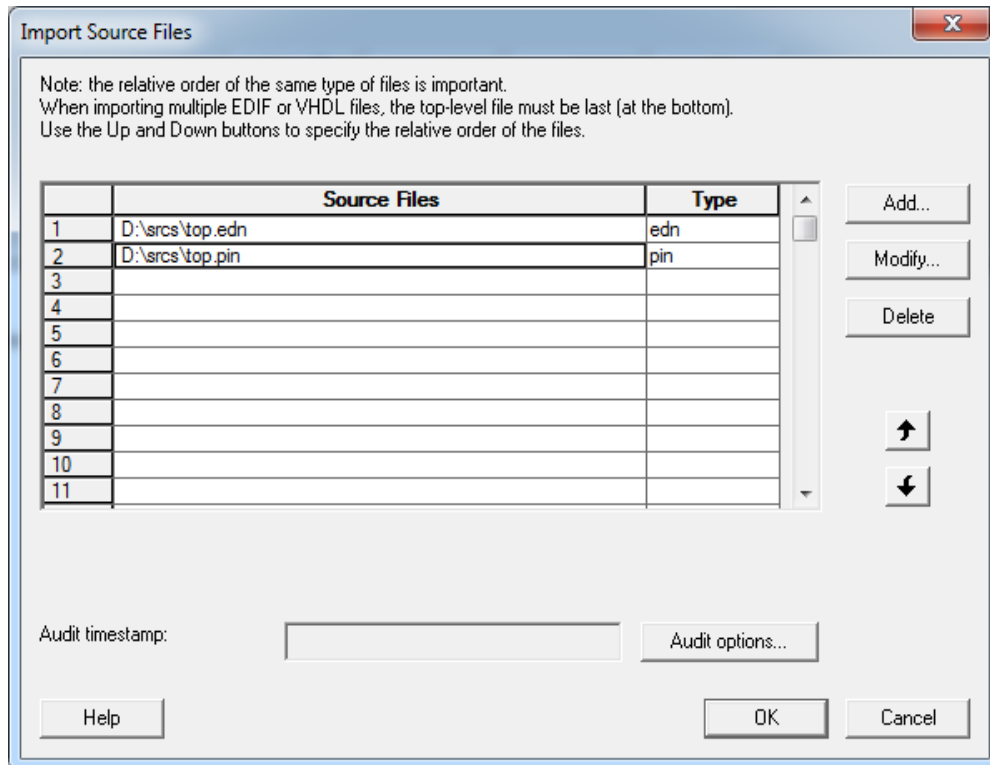 Import Source Files
Note: the relative order of the same type of files is important.
When importing multiple EDIF or VHDL files, the top-level file must be last (at the bottom).
Use the Up and Down buttons to specify the relative order of the files.
Source Files Type
1 D:\srcs\top.edn edn
2 D:\srcs\top.pin pin
3
4
5
6
7
8
9
10
11
Add...
Modify...
Delete
Audit timestamp:
Audit options...
Help
OK
Cancel